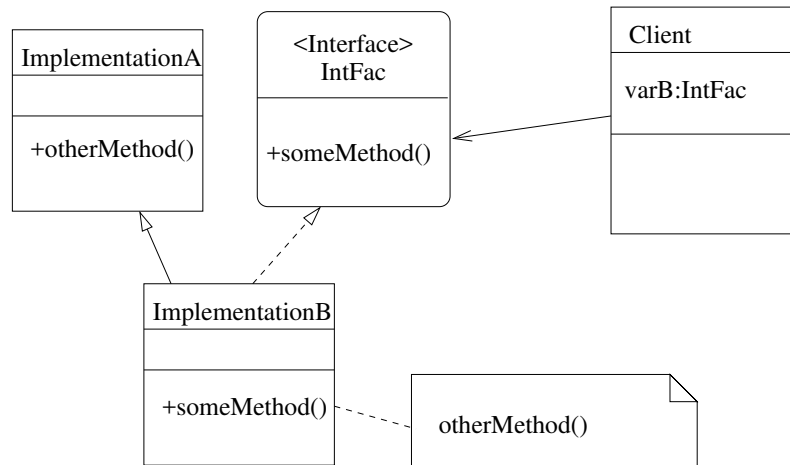 ImplementationA
+otherMethod()
<Interface>
IntFac
+someMethod()
Client
varB:IntFac
ImplementationB
+someMethod()
otherMethod()